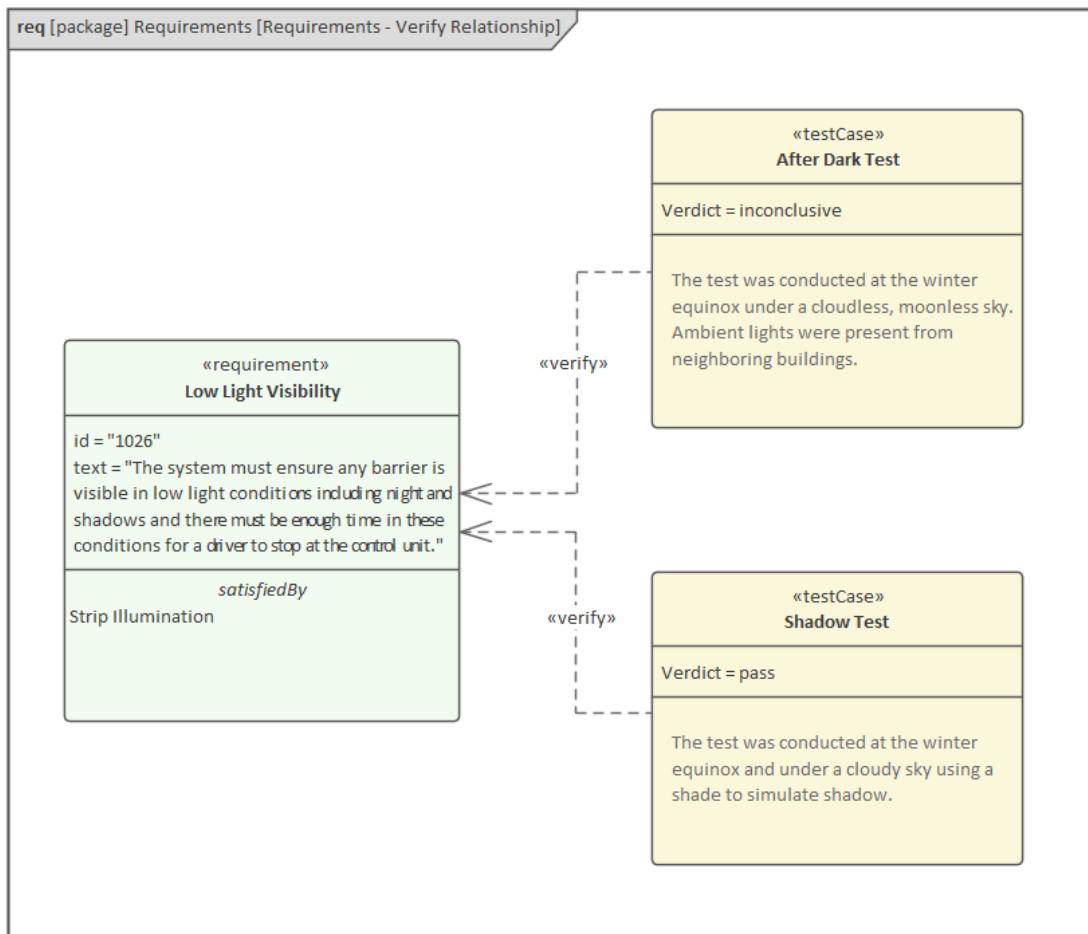 req [package] Requirements [Requirements - Verify Relationship]
«testCase»
After Dark Test
Verdict = inconclusive
The test was conducted at the winter
equinox under a cloudless, moonless sky.
Ambient lights were present from
neighboring buildings.
«verify»
«requirement»
Low Light Visibility
id = "1026"
text = "The system must ensure any barrier is
visible in low light conditions including night and
shadows and there must be enough time in these
conditions for a driver to stop at the control unit."
satisfiedBy
Strip Illumination
«verify»
«testCase»
Shadow Test
Verdict = pass
The test was conducted at the winter
equinox and under a cloudy sky using a
shade to simulate shadow.